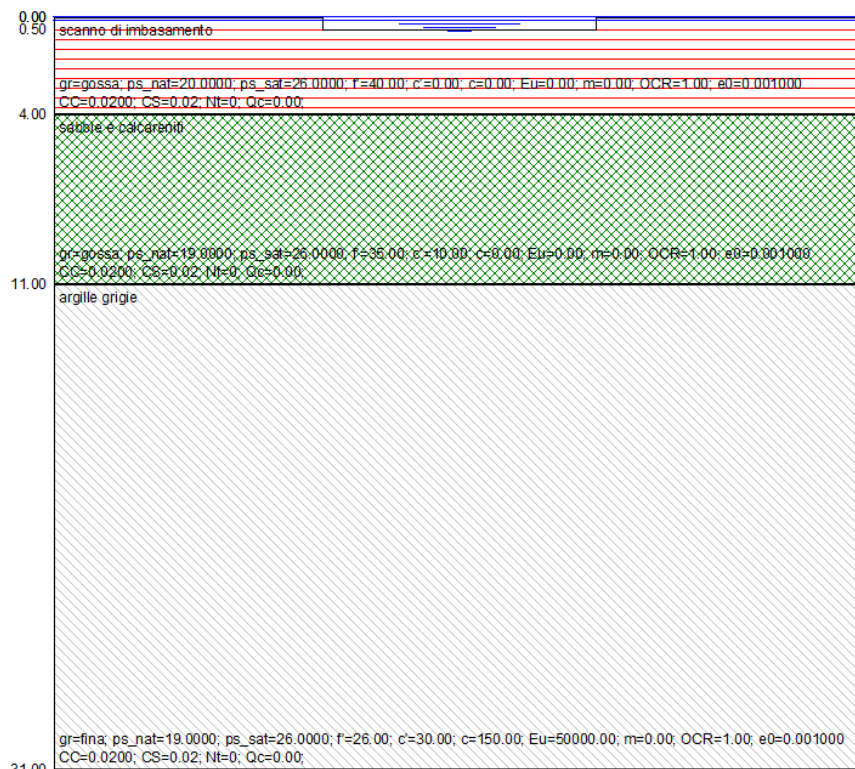 0.00
0.50
scanno di imbasamento
gr=gossa; ps_nat=20.0000; ps_sat=26.0000; f'=40.00; c'=0.00; c=0.00; Eu=0.00; m=0.00; OCR=1.00; e0=0.001000
CC=0.0200; CS=0.02; Nt=0; Qc=0.00;
4.00
sabbie e calcareniti
gr=gossa; ps_nat=19.0000; ps_sat=26.0000; f'=35.00; c'=10.00; c=0.00; Eu=0.00; m=0.00; OCR=1.00; e0=0.001000
CC=0.0200; CS=0.02; Nt=0; Qc=0.00;
11.00
argille grigie
gr=fina; ps_nat=19.0000; ps_sat=26.0000; f'=26.00; c'=30.00; c=150.00; Eu=50000.00; m=0.00; OCR=1.00; e0=0.001000
CC=0.0200; CS=0.02; Nt=0; Qc=0.00;
31.00